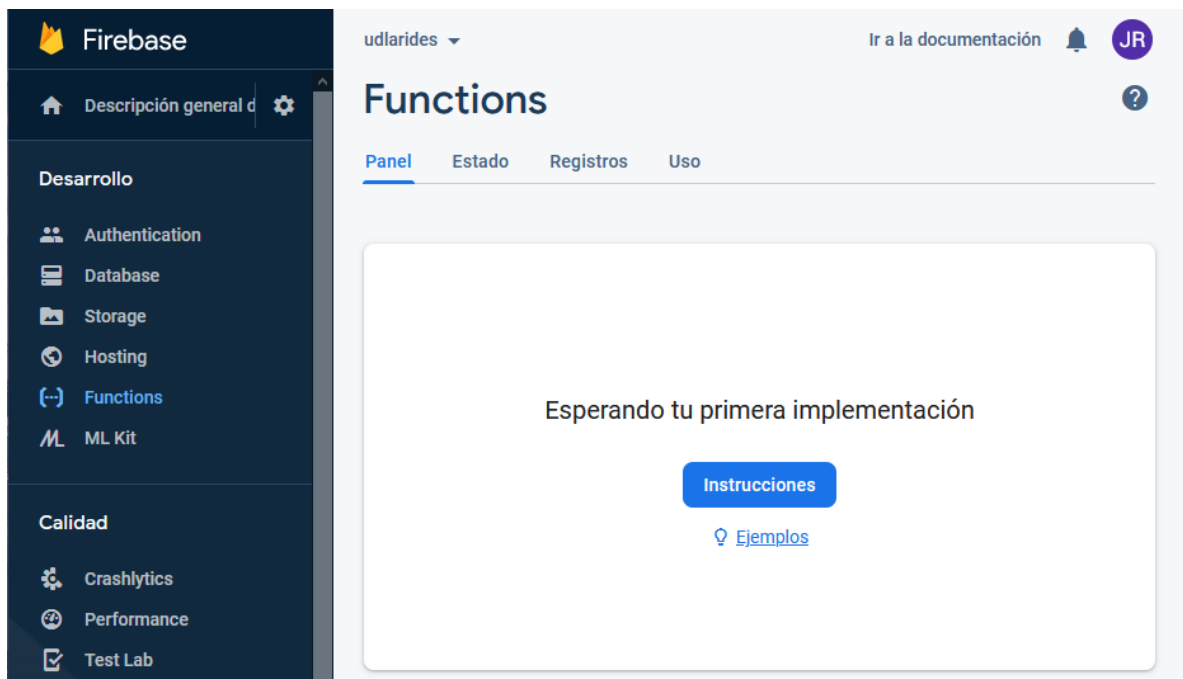 Firebase
Descripción general d
Desarrollo
Authentication
Database
Storage
Hosting
Functions
ML Kit
Calidad
Crashlytics
Performance
Test Lab
udlarides
Ir a la documentación
JR
Functions
Panel Estado Registros Uso
Esperando tu primera implementación
Instrucciones
Ejemplos